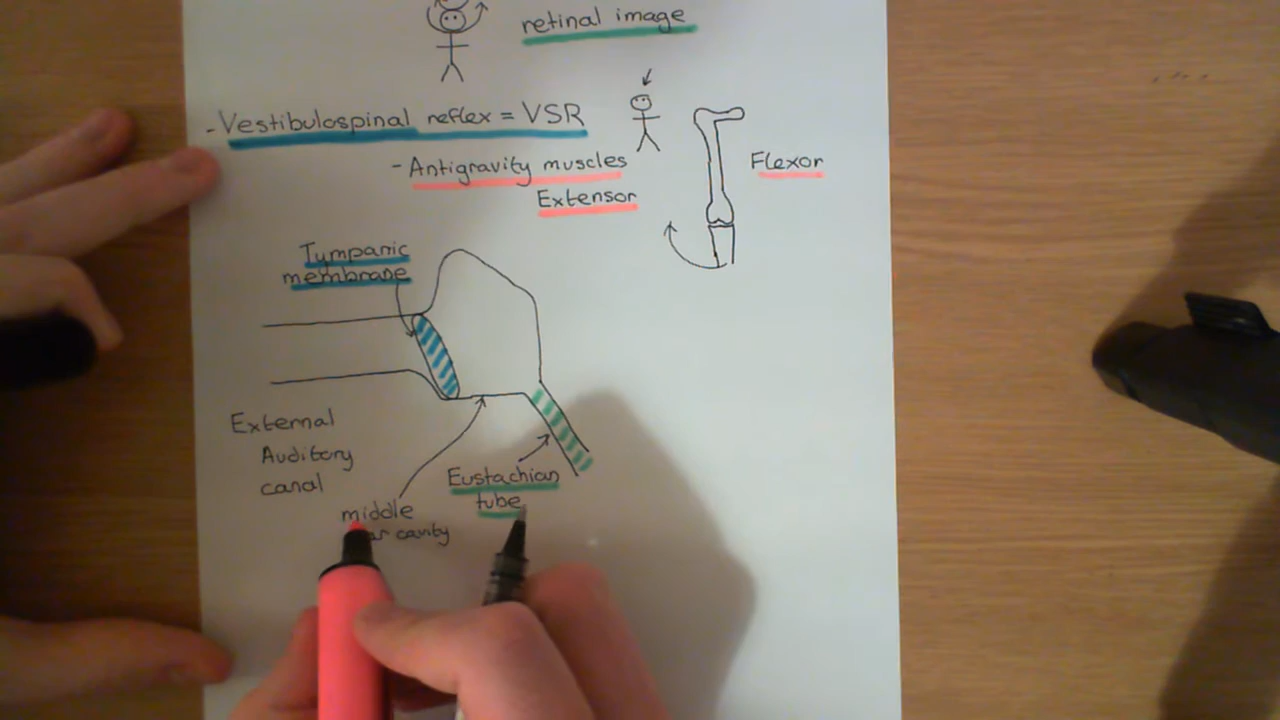 retinal image
- Vestibulospinal reflex = VSR
- Antigravity muscles
Extensor
Flexor
Tympanic
membrane
External
Auditory
canal
Eustachian
tube
middle
cavity